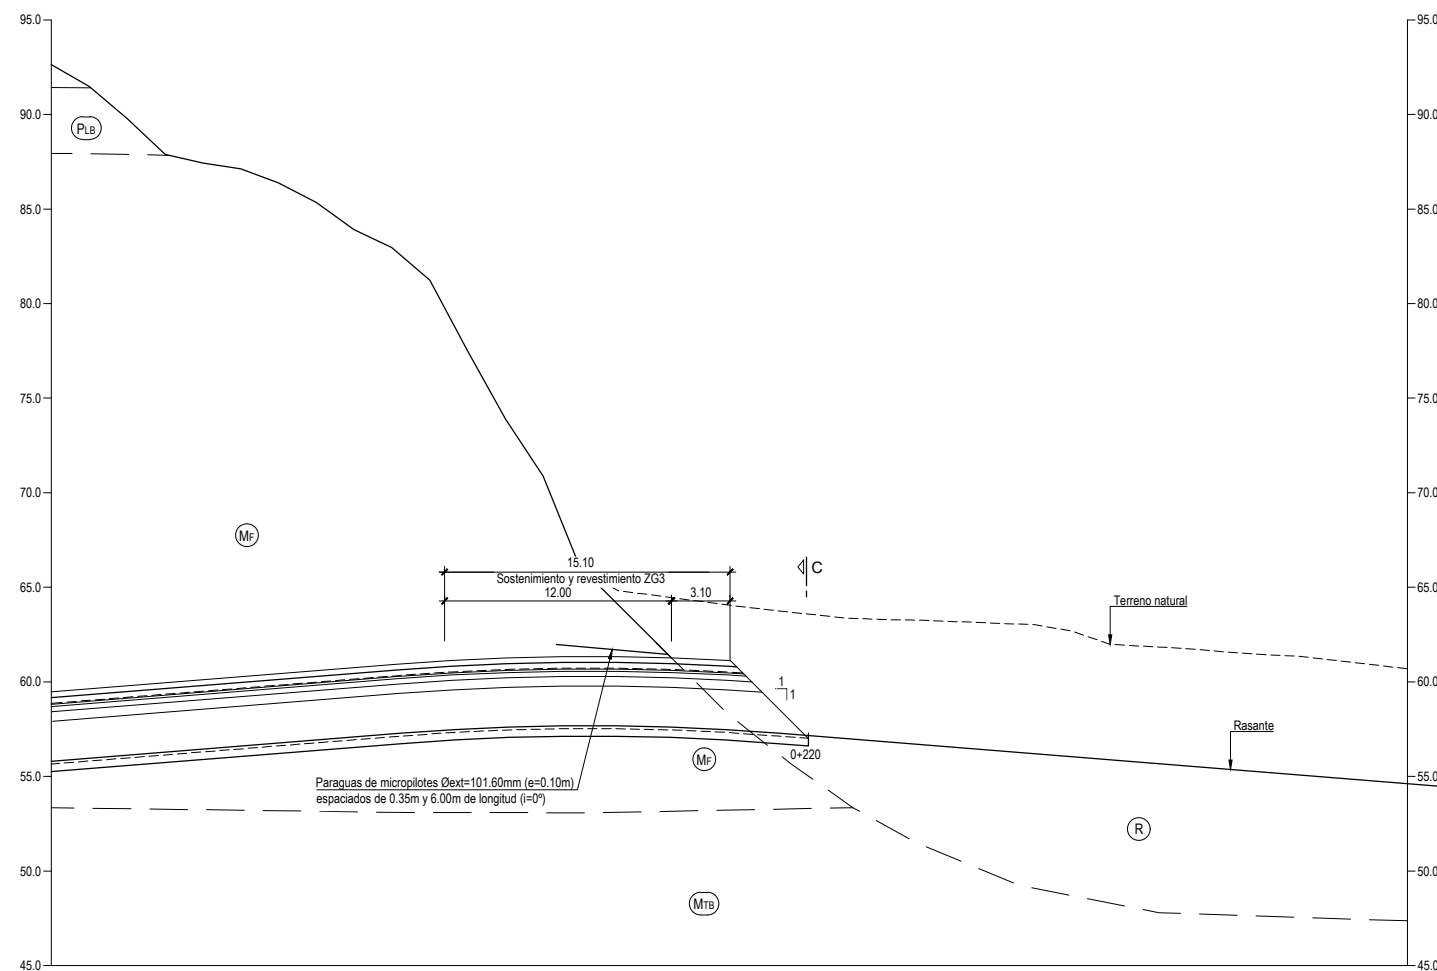 95.0
95.0
90.0
90.0
PLB
85.0
85.0
80.0
80.0
75.0
75.0
70.0
70.0
MF
15.10
C
Sostenimiento y revestimiento ZG3
65.0
65.0
12.00
3.10
Terreno natural
60.0
60.0
1
1
Rasante
0+220
MF
55.0
55.0
Paraguas de micropilotes Øext=101.60mm (e=0.10m)
espaciados de 0.35m y 6.00m de longitud (i=0º)
R
50.0
50.0
MTB
45.0
45.0